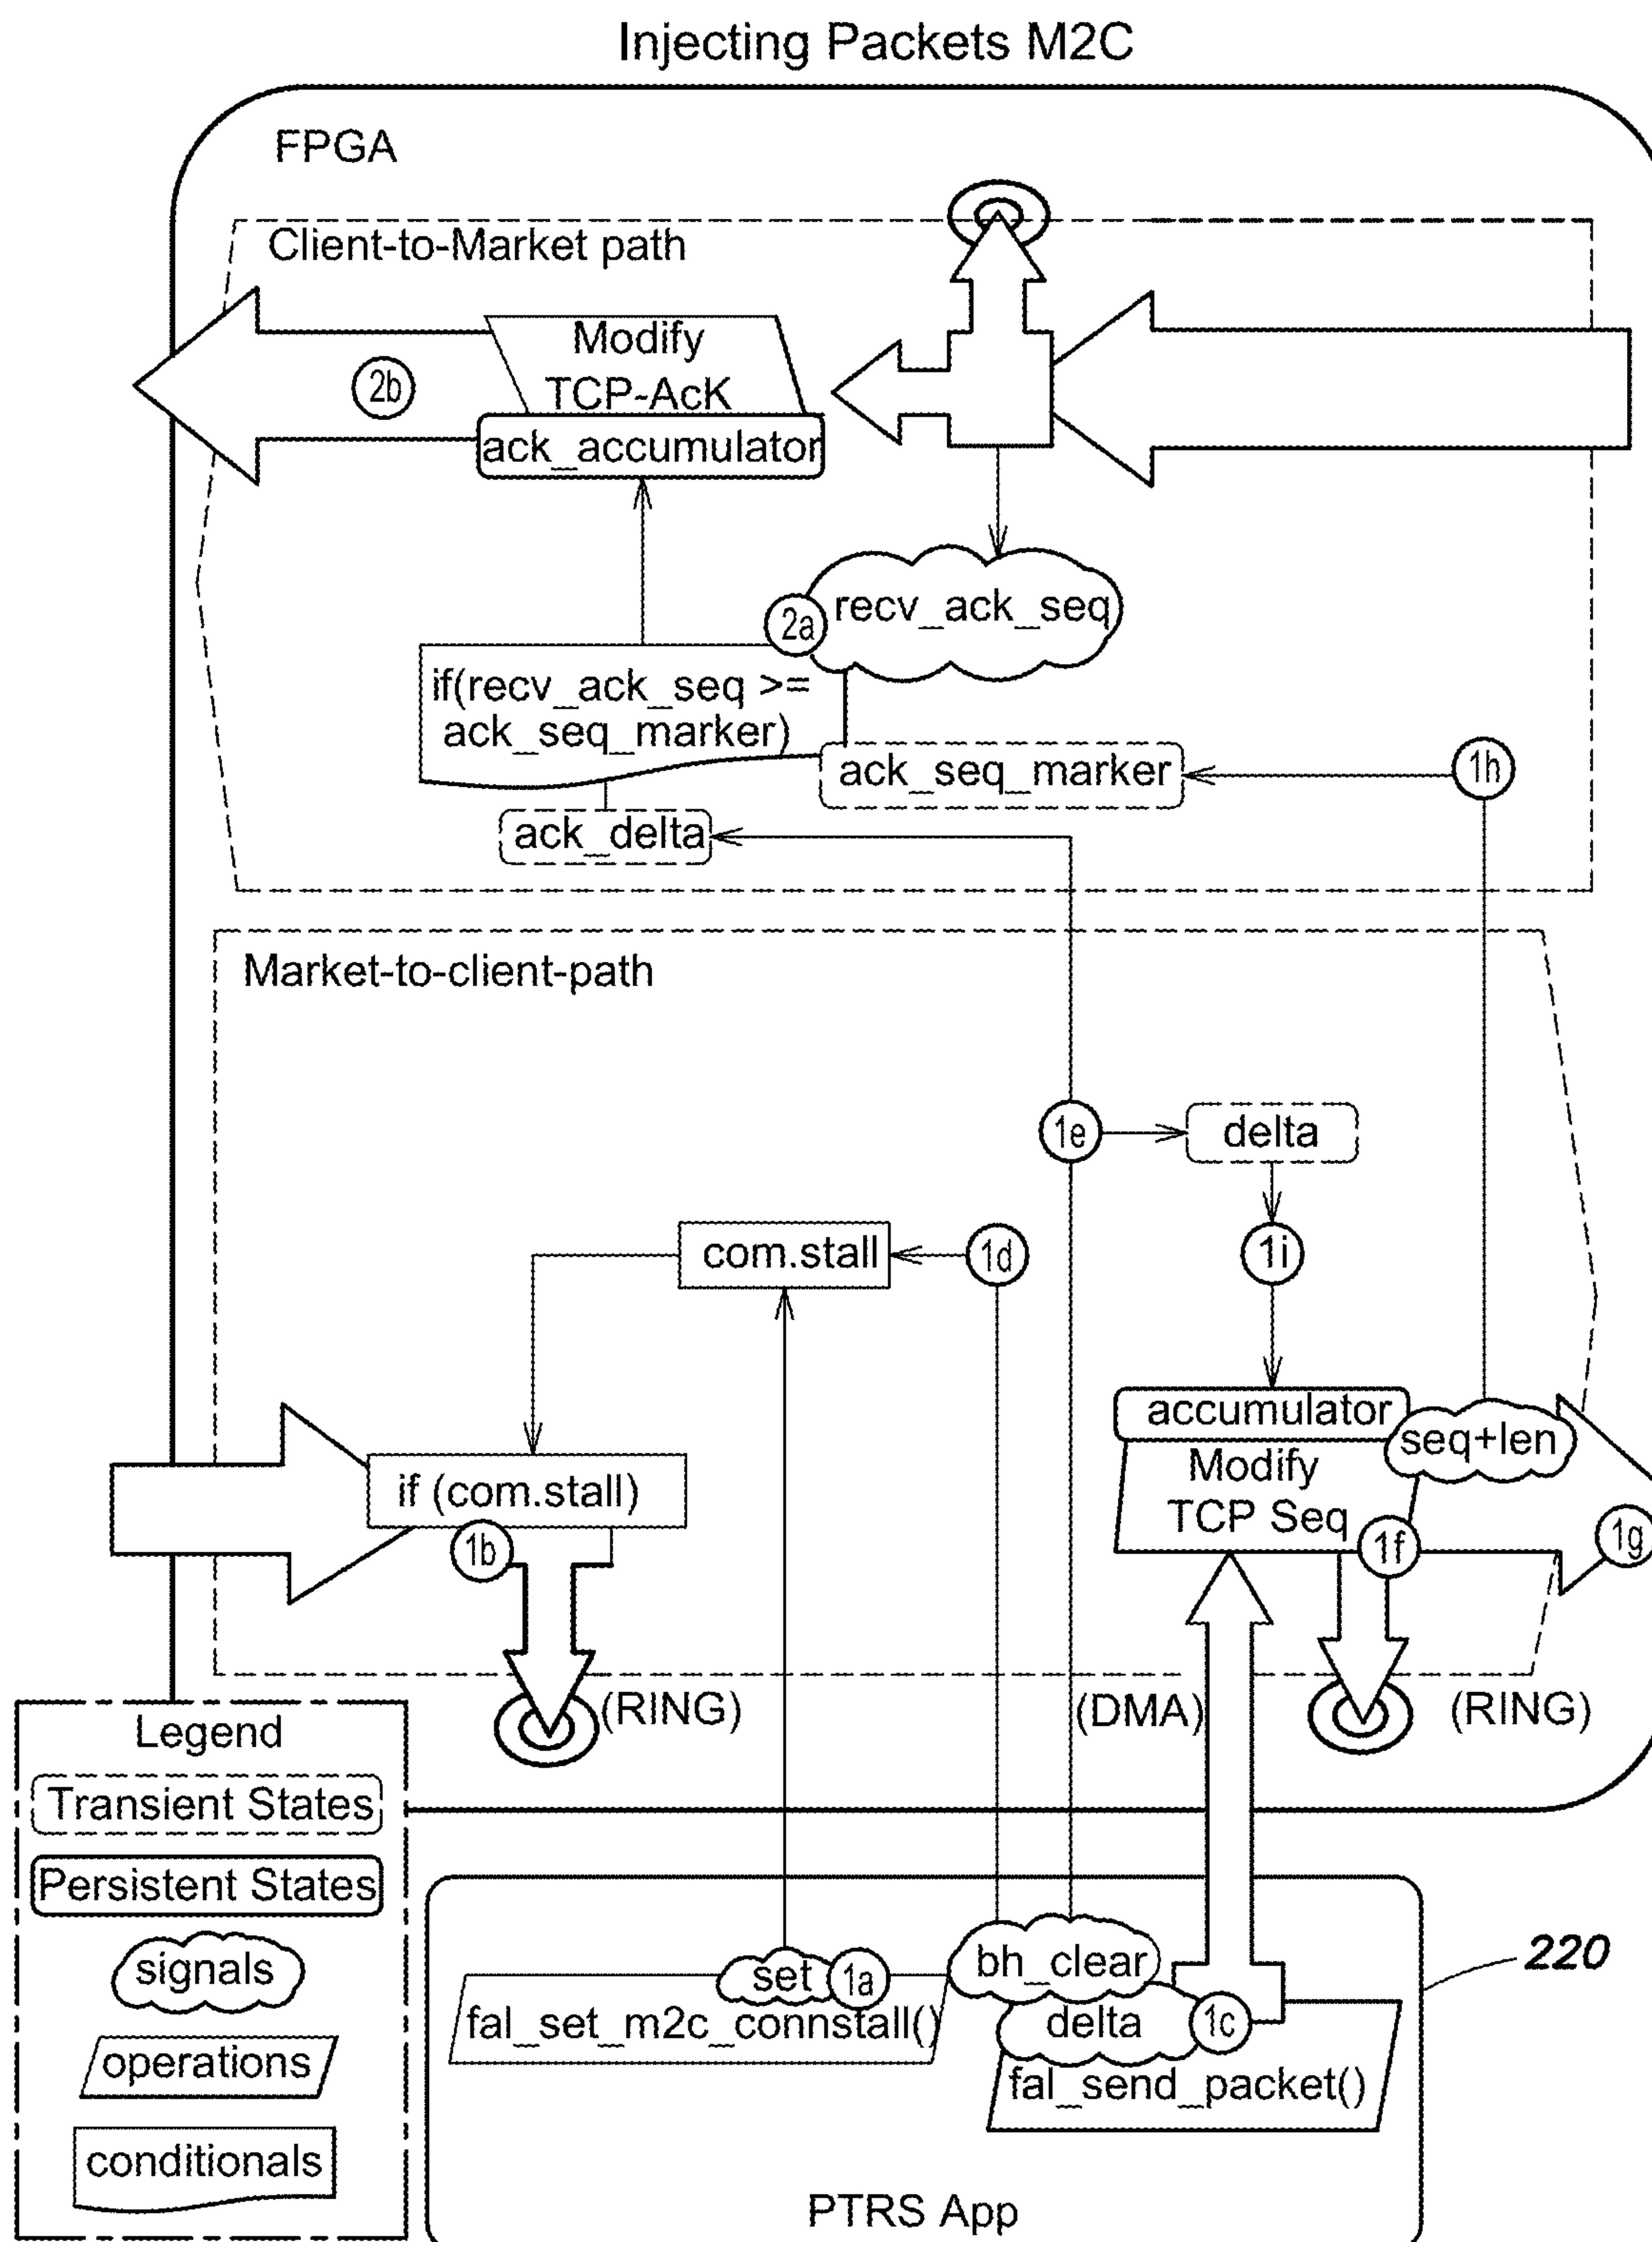 Injecting Packets M2C
FPGA
Client-to-Market path
2b
Modify
TCP-AcK
ack_accumulator
recv_ack_seq
2a
if(recv_ack_seq >=
ack_seq_marker)
ack_seq_marker
1h
ack_delta
Market-to-client-path
1e
delta
com.stall
1d
1i
accumulator
seq+len
if (com.stall)
Modify
TCP Seq
1b
1f
1g
(RING)
(DMA)
(RING)
Legend
Transient States
Persistent States
signals
operations
conditionals
220
bh_clear
set
1a
fal_set_m2c_connstall()
delta
1c
fal_send_packet()
PTRS App